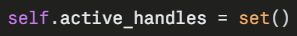 self.active_handles = set()